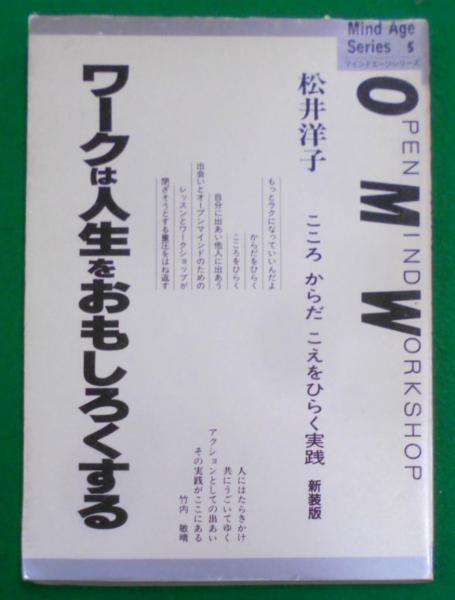 Mind Age
Series 5
マインドエージシリーズ
OPEN MIND WORKSHOP
松井洋子
こころ からだ こえをひらく実践 新装版
もっとラクになっていいんだよ
からだをひらく
こころをひらく
自分に出あい他人に出あう
出会いとオープンマインドのための
レッスンとワークショップが
閉ざそうとする重圧をはね返す
ワークは人生をおもしろくする
人にはたらきかけ
共にうごいてゆく
アクションとしての出あい
その実践がここにある
竹内 敏晴